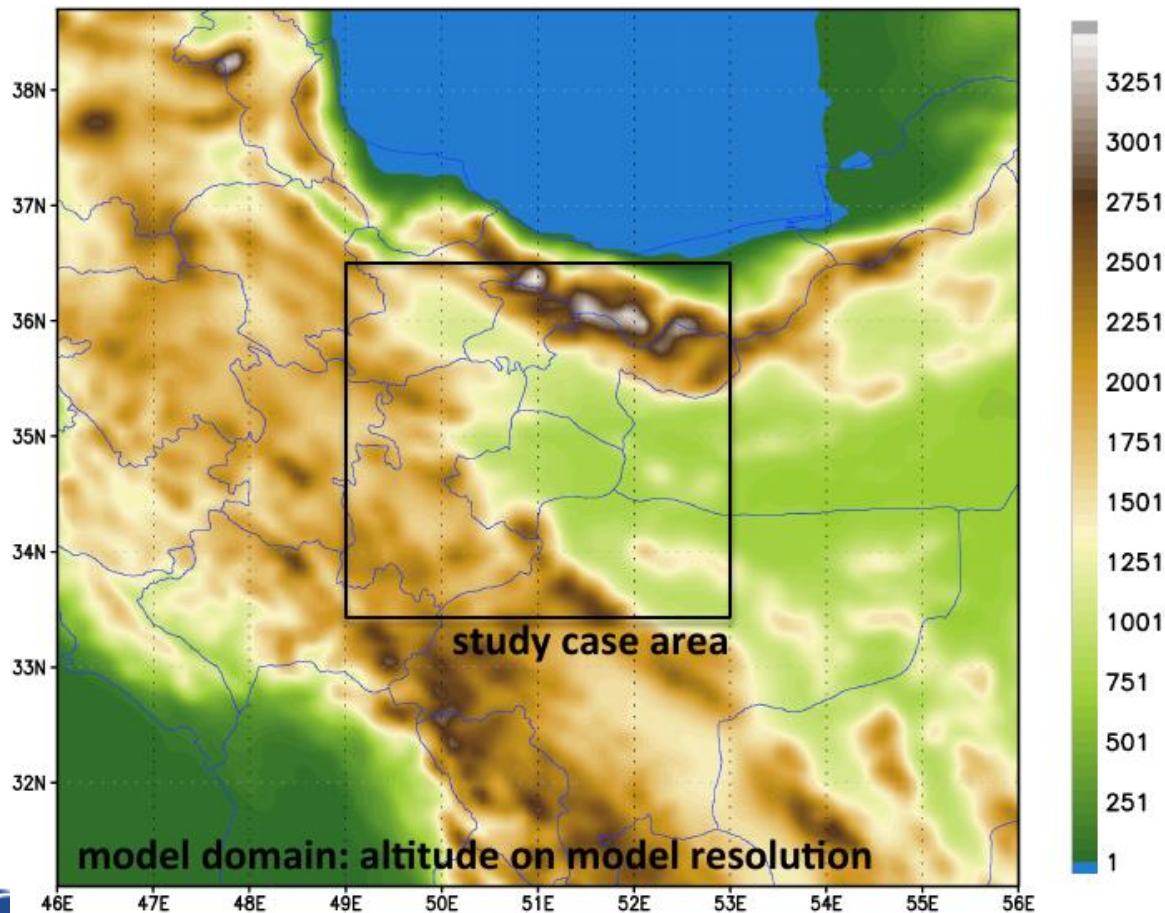 38N
37N
36N
35N
34N
33N
32N
study case area
model domain: altitude on model resolution
46E 47E 48E 49E 50E 51E 52E 53E 54E 55E 56E
3251
3001
2751
2501
2251
2001
1751
1501
1251
1001
751
501
251
1